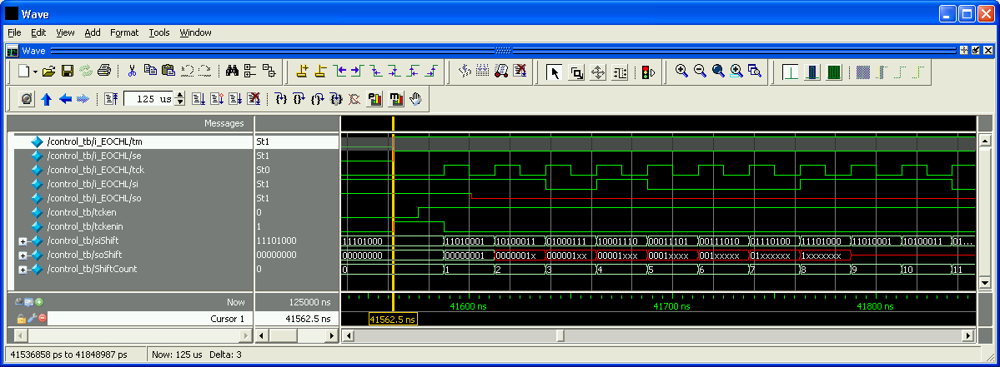 Wave
File Edit View Add Format Tools Window
Wave
125 us
Messages
/control_tb/i_EOCHL/tm St1
/control_tb/i_EOCHL/se St1
/control_tb/i_EOCHL/tck St0
/control_tb/i_EOCHL/si St1
/control_tb/i_EOCHL/so St1
/control_tb/tcken 0
/control_tb/tckenin 1
/control_tb/siShift 11101000 11101000 11010001 10100011 01000111 10001110 00011101 00111010 01110100 11101000 11010001 10100011 01...
/control_tb/soShift 00000000 00000000 00000001 0000001x 000001xx 00001xxx 0001xxxx 001xxxxx 01xxxxxx 1xxxxxxx
/control_tb/ShiftCount 0 0 1 2 3 4 5 6 7 8 9 10 11
Now 125000 ns 41600 ns 41700 ns 41800 ns
Cursor 1 41562.5 ns 41562.5 ns
41536858 ps to 41848987 ps Now: 125 us Delta: 3